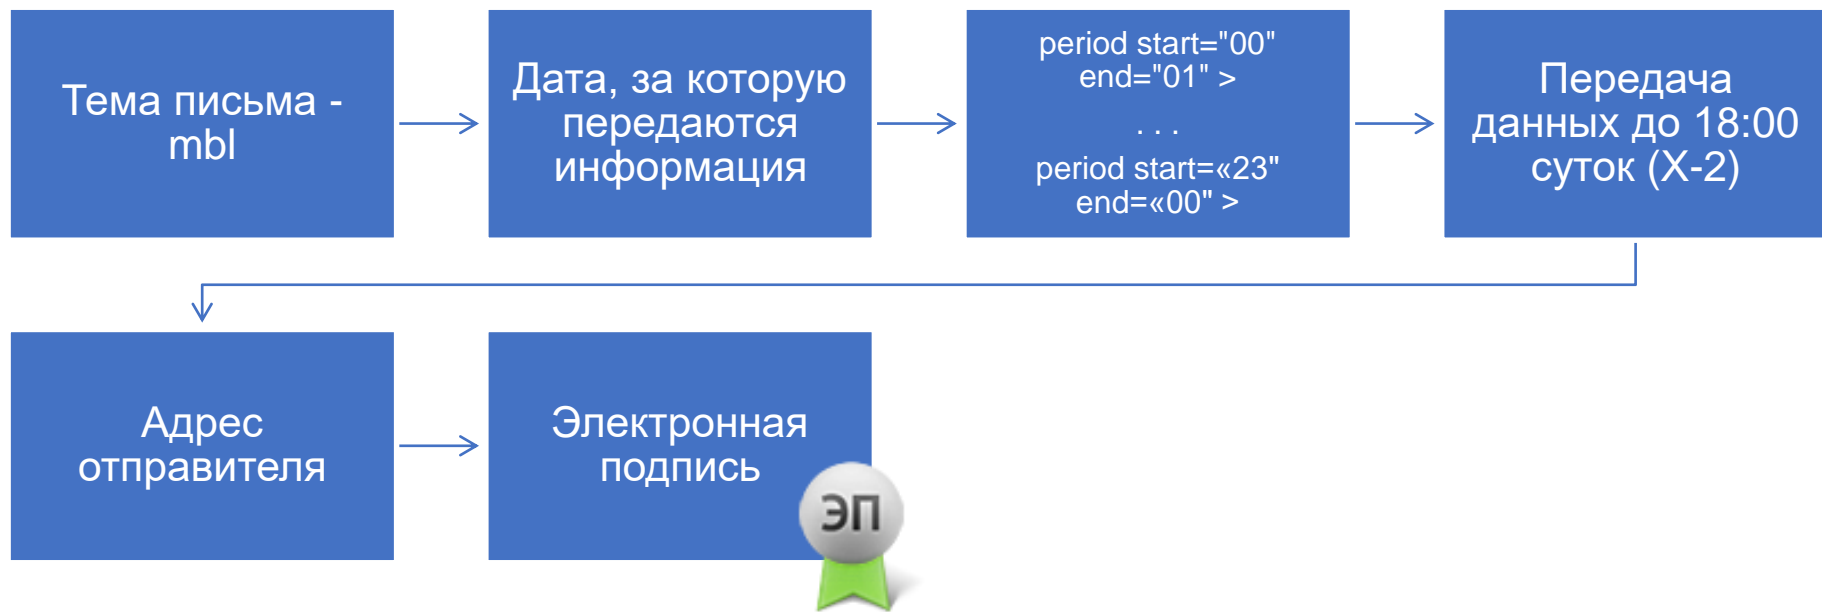 Тема письма -
mbl
Дата, за которую
передаются
информация
period start="00"
end="01" >
. . .
period start=«23"
end=«00" >
Передача
данных до 18:00
суток (X-2)
Адрес
отправителя
Электронная
подпись
ЭП